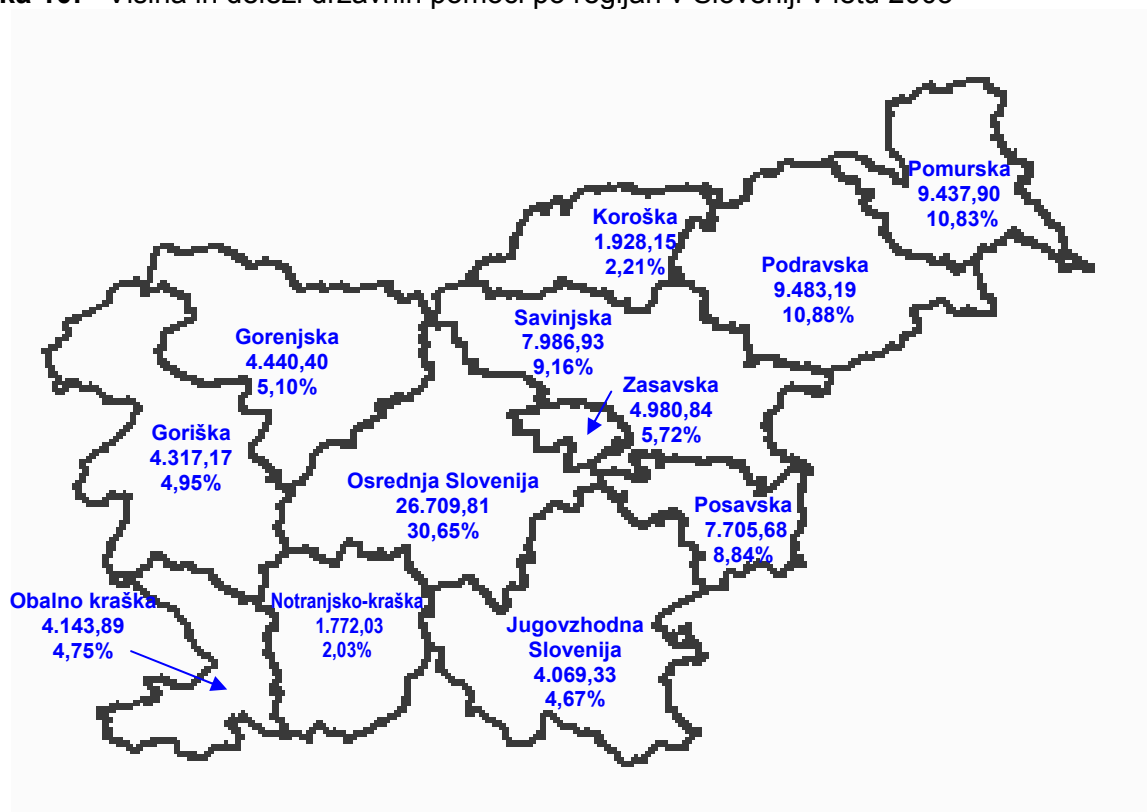 Višina in deleži državnih pomoči po regijah v Sloveniji v letu
Pomurska
9.437,90
10,83%
Koroška
1.928,15
2,21%
Podravska
9.483,19
10,88%
Savinjska
7.986,93
9,16%
Gorenjska
4.440,40
5,10%
Zasavska
4.980,84
5,72%
Goriška
4.317,17
4,95%
Osrednja Slovenija
26.709,81
30,65%
Posavska
7.705,68
8,84%
Obalno kraška
4.143,89
4,75%
Notranjsko-kraška
1.772,03
2,03%
Jugovzhodna
Slovenija
4.069,33
4,67%